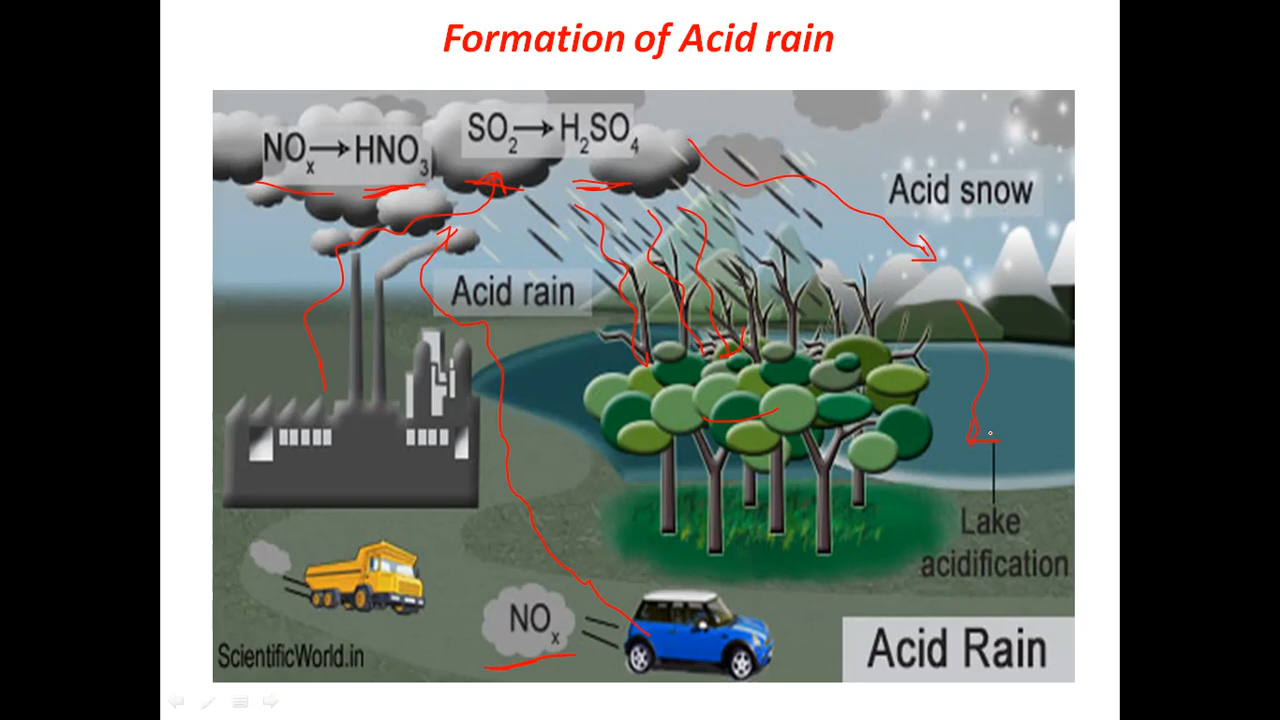 Formation of Acid rain
NOx→HNO3
SO2→H2SO4
Acid snow
Acid rain
Lake
acidification
NOx
ScientificWorld.in
Acid Rain